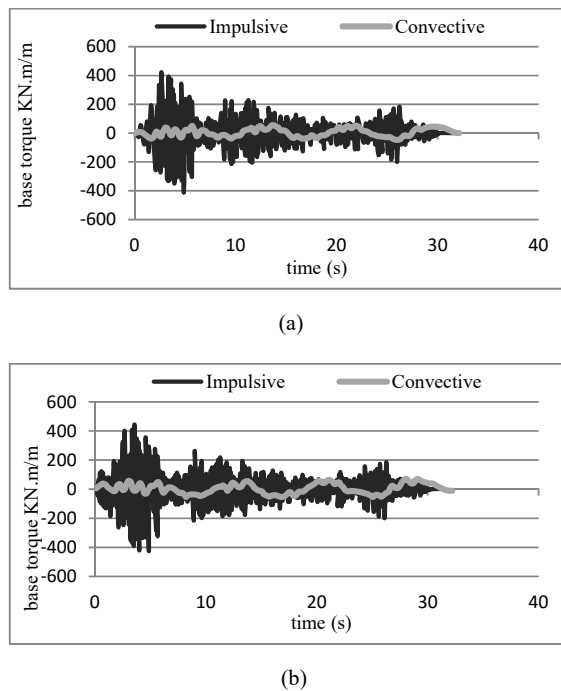 Impulsive Convective
600
400
200
0
-200
-400
-600
base torque KN.m/m
0 10 20 30 40
time (s)
(a)
Impulsive Convective
600
400
200
0
-200
-400
-600
base torque KN.m/m
0 10 20 30 40
time (s)
(b)